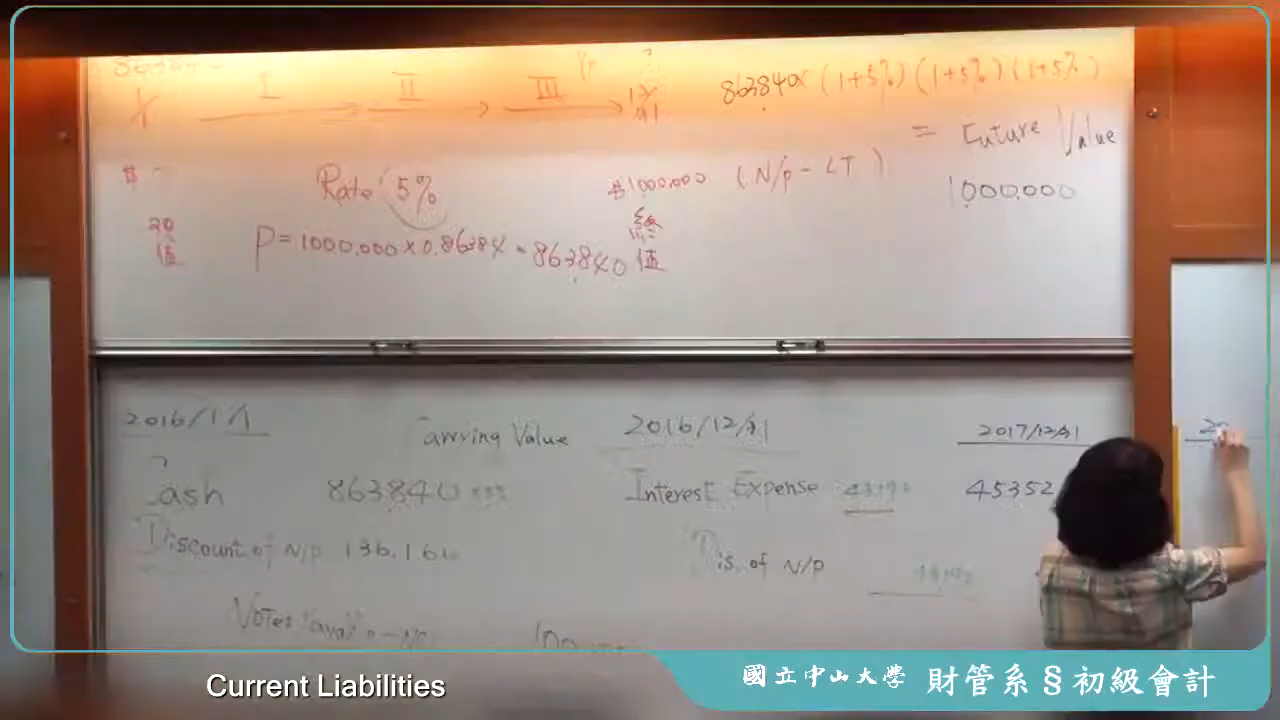 I II III
863840 × (1+5%) (1+5%) (1+5%)
= Future Value
1000.000
$
Rate 5%
$1000.000 (N/p - LT)
值
P = 1000.000 × 0.86384 = 863840
終值
2016/1/1
Carrying Value
2016/12/31
2017/12/31
Cash 863840
Interest Expense
45352
Discount of N/p 136.160
Dis. of N/p
Notes
Current Liabilities
國立中山大學 財管系§初級會計